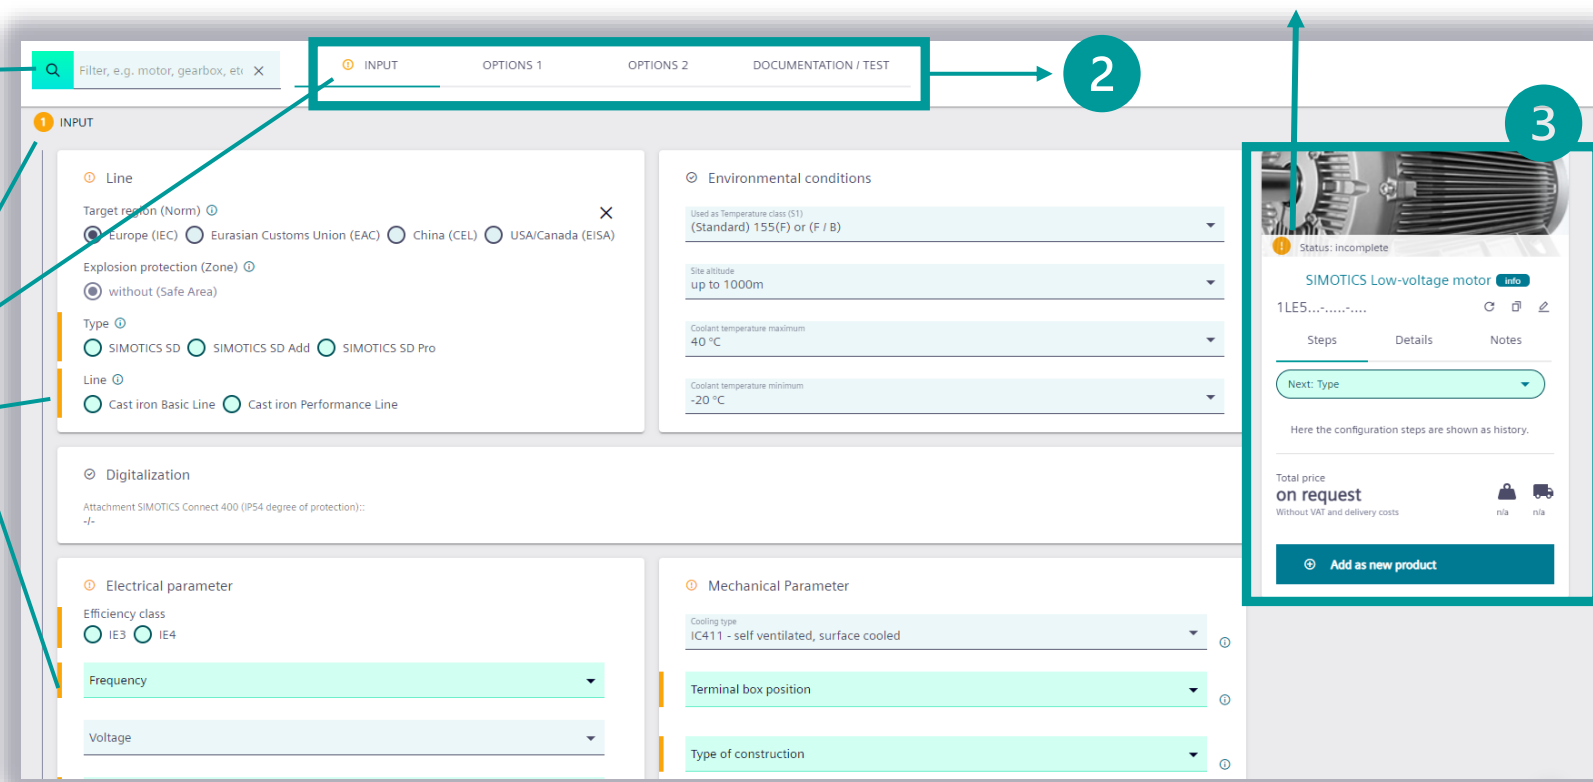 Filter, e.g. motor, gearbox, etc
INPUT
OPTIONS 1
OPTIONS 2
DOCUMENTATION / TEST
2
1 INPUT
3
Line
Target region (Norm)
Europe (IEC) Eurasian Customs Union (EAC) China (CEL) USA/Canada (EISA)
Explosion protection (Zone)
without (Safe Area)
Type
SIMOTICS SD SIMOTICS SD Add SIMOTICS SD Pro
Line
Cast iron Basic Line Cast iron Performance Line
Environmental conditions
Used as Temperature class (S1)
(Standard) 155(F) or (F / B)
Site altitude
up to 1000m
Coolant temperature maximum
40 °C
Coolant temperature minimum
-20 °C
Digitalization
Attachment SIMOTICS Connect 400 (IP54 degree of protection)::
-/-
Electrical parameter
Efficiency class
IE3 IE4
Frequency
Voltage
Mechanical Parameter
Cooling type
IC411 - self ventilated, surface cooled
Terminal box position
Type of construction
Status: incomplete
SIMOTICS Low-voltage motor info
1LE5...-.....-....
Steps Details Notes
Next: Type
Here the configuration steps are shown as history.
Total price
on request
Without VAT and delivery costs
n/a n/a
Add as new product